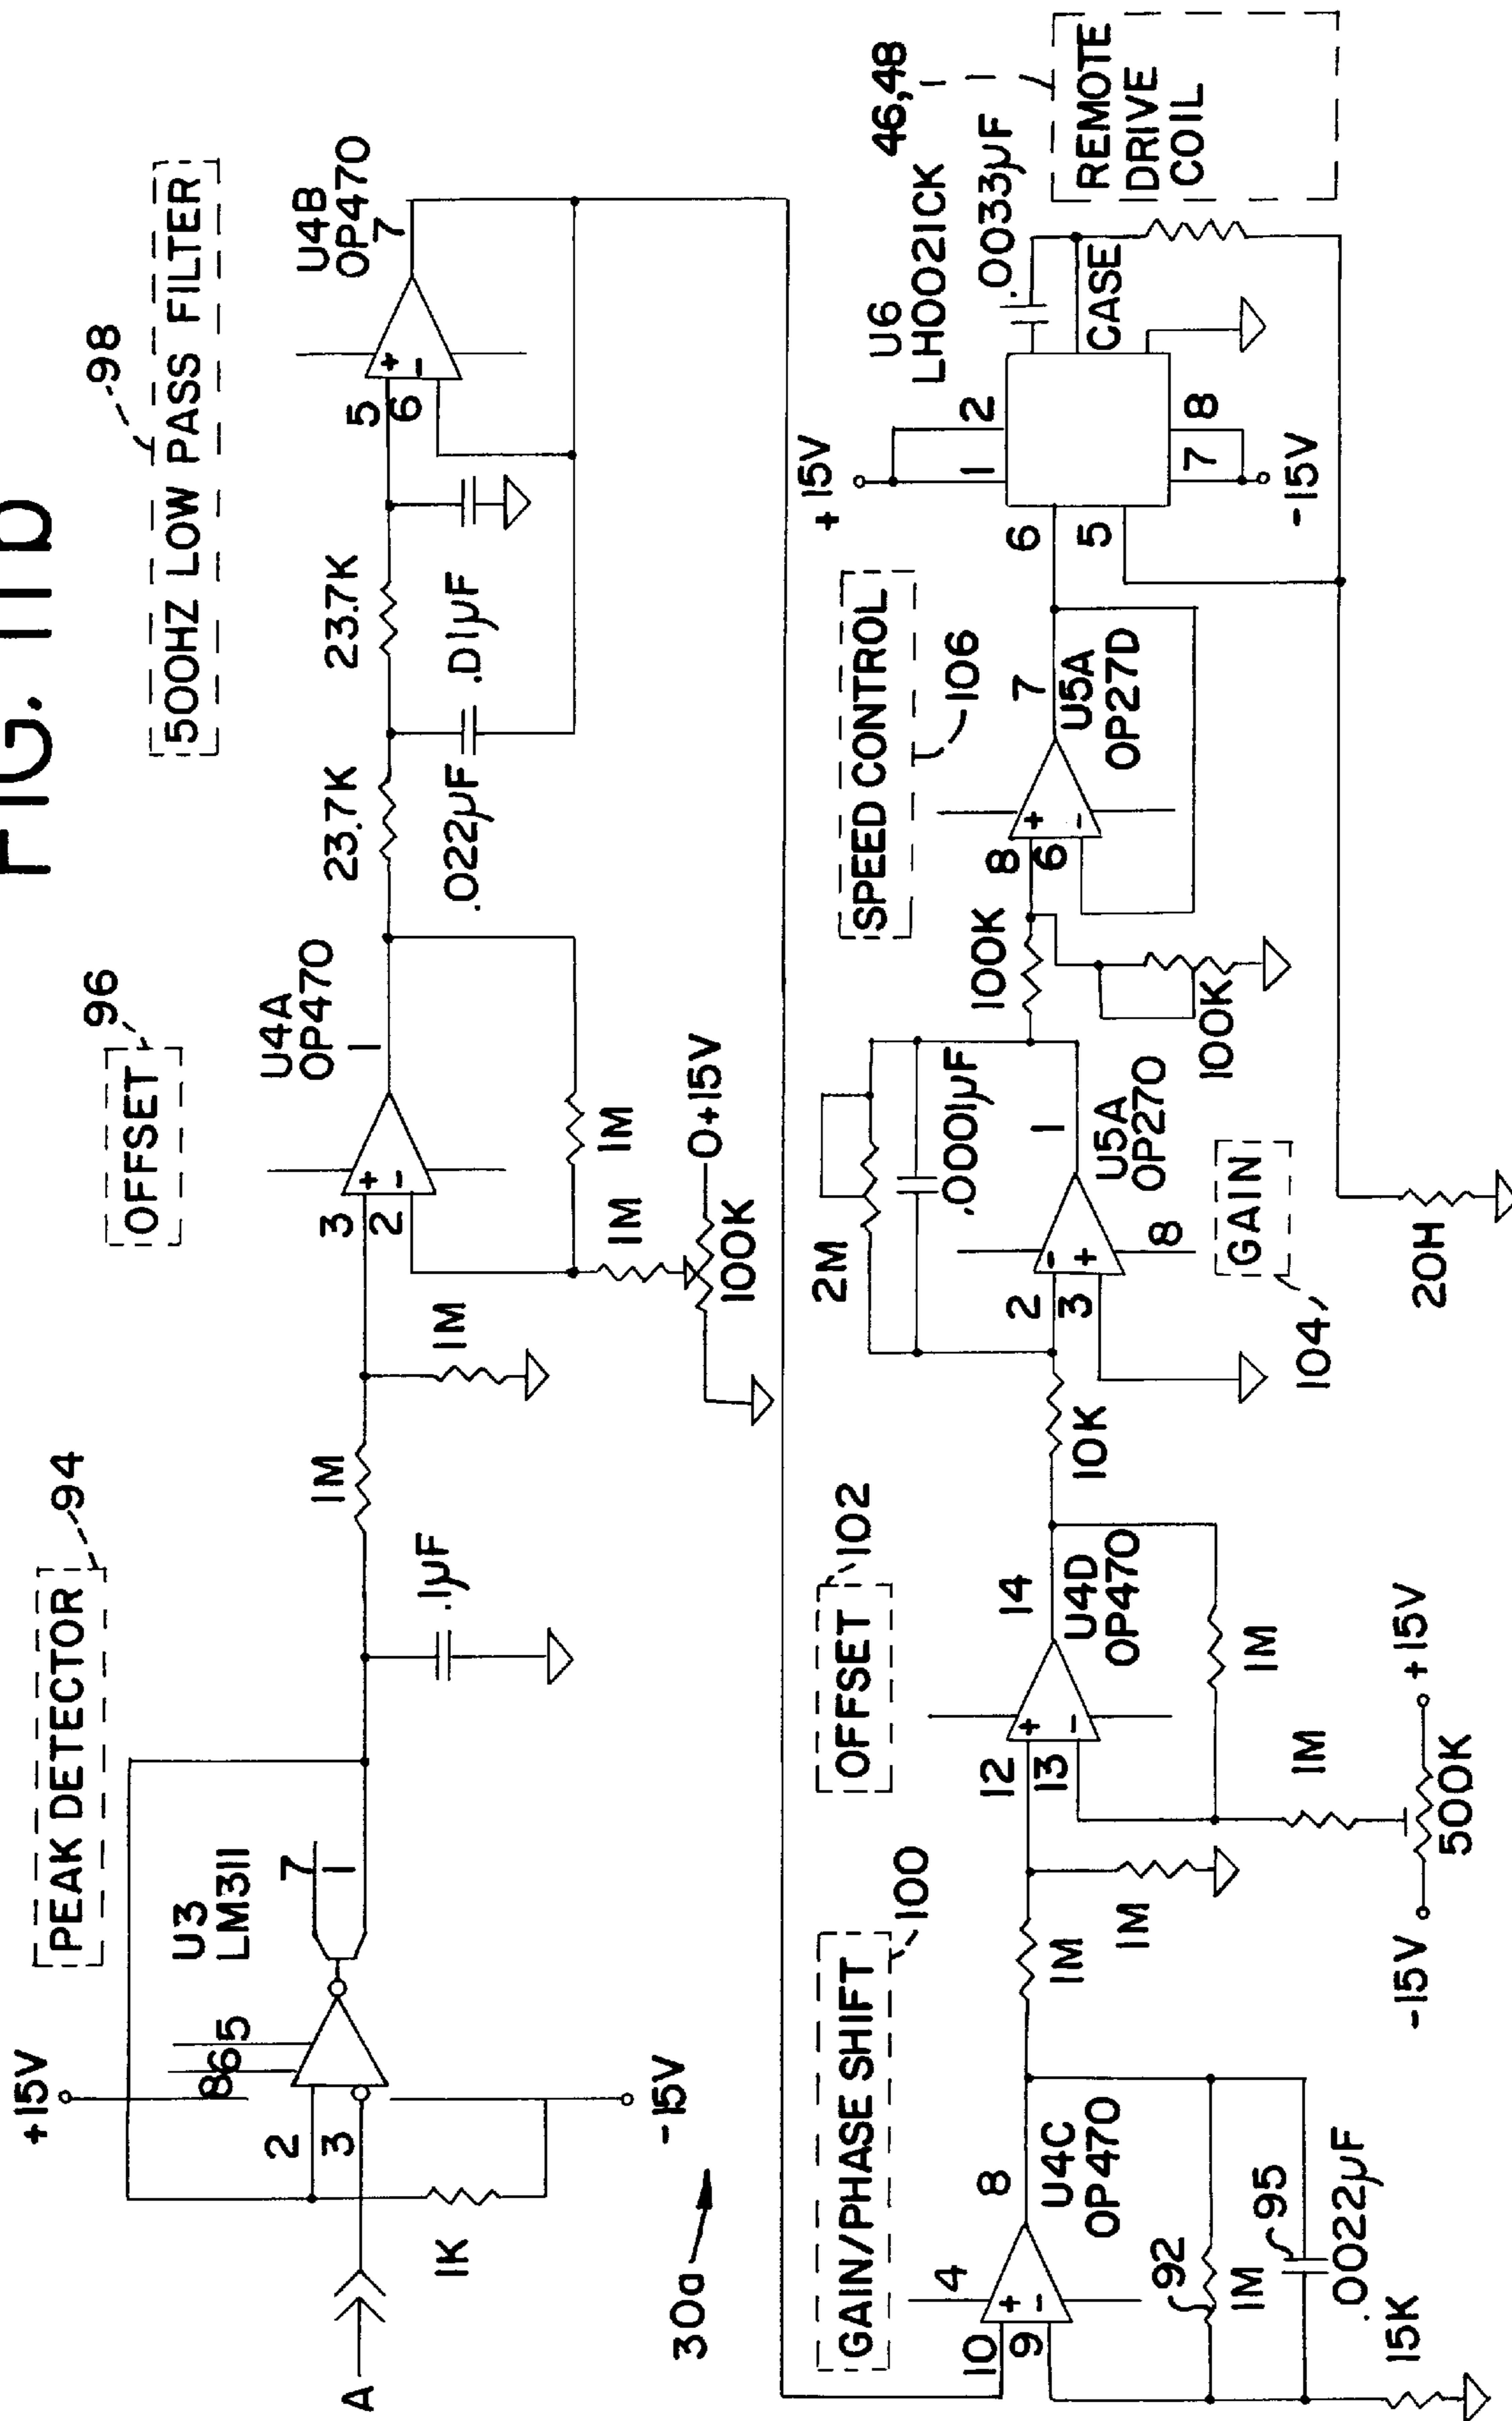 FIG. 11b
PEAK DETECTOR
94
OFFSET
96
98
500HZ LOW PASS FILTER
+15V
8
6
5
U3
LM311
7
1
2
3
A
1K
-15V
.1µF
1M
1M
3
2
U4A
OP470
1
1M
1M
0+15V
100K
23.7K
23.7K
.022µF
.D1µF
5
6
U4B
OP470
7
30a
GAIN/PHASE SHIFT
100
4
10
9
8
U4C
OP470
92
1M
95
.0022µF
15K
1M
1M
OFFSET
102
12
13
14
U4D
OP470
1M
1M
-15V
+15V
500K
10K
2M
.0001µF
2
3
8
1
U5A
OP270
GAIN
104
SPEED CONTROL
106
100K
100K
8
6
7
U5A
OP27D
+15V
1
2
6
5
7
8
-15V
U6
LH0021CK
.0033µF
CASE
46,48
REMOTE
DRIVE
COIL
20H